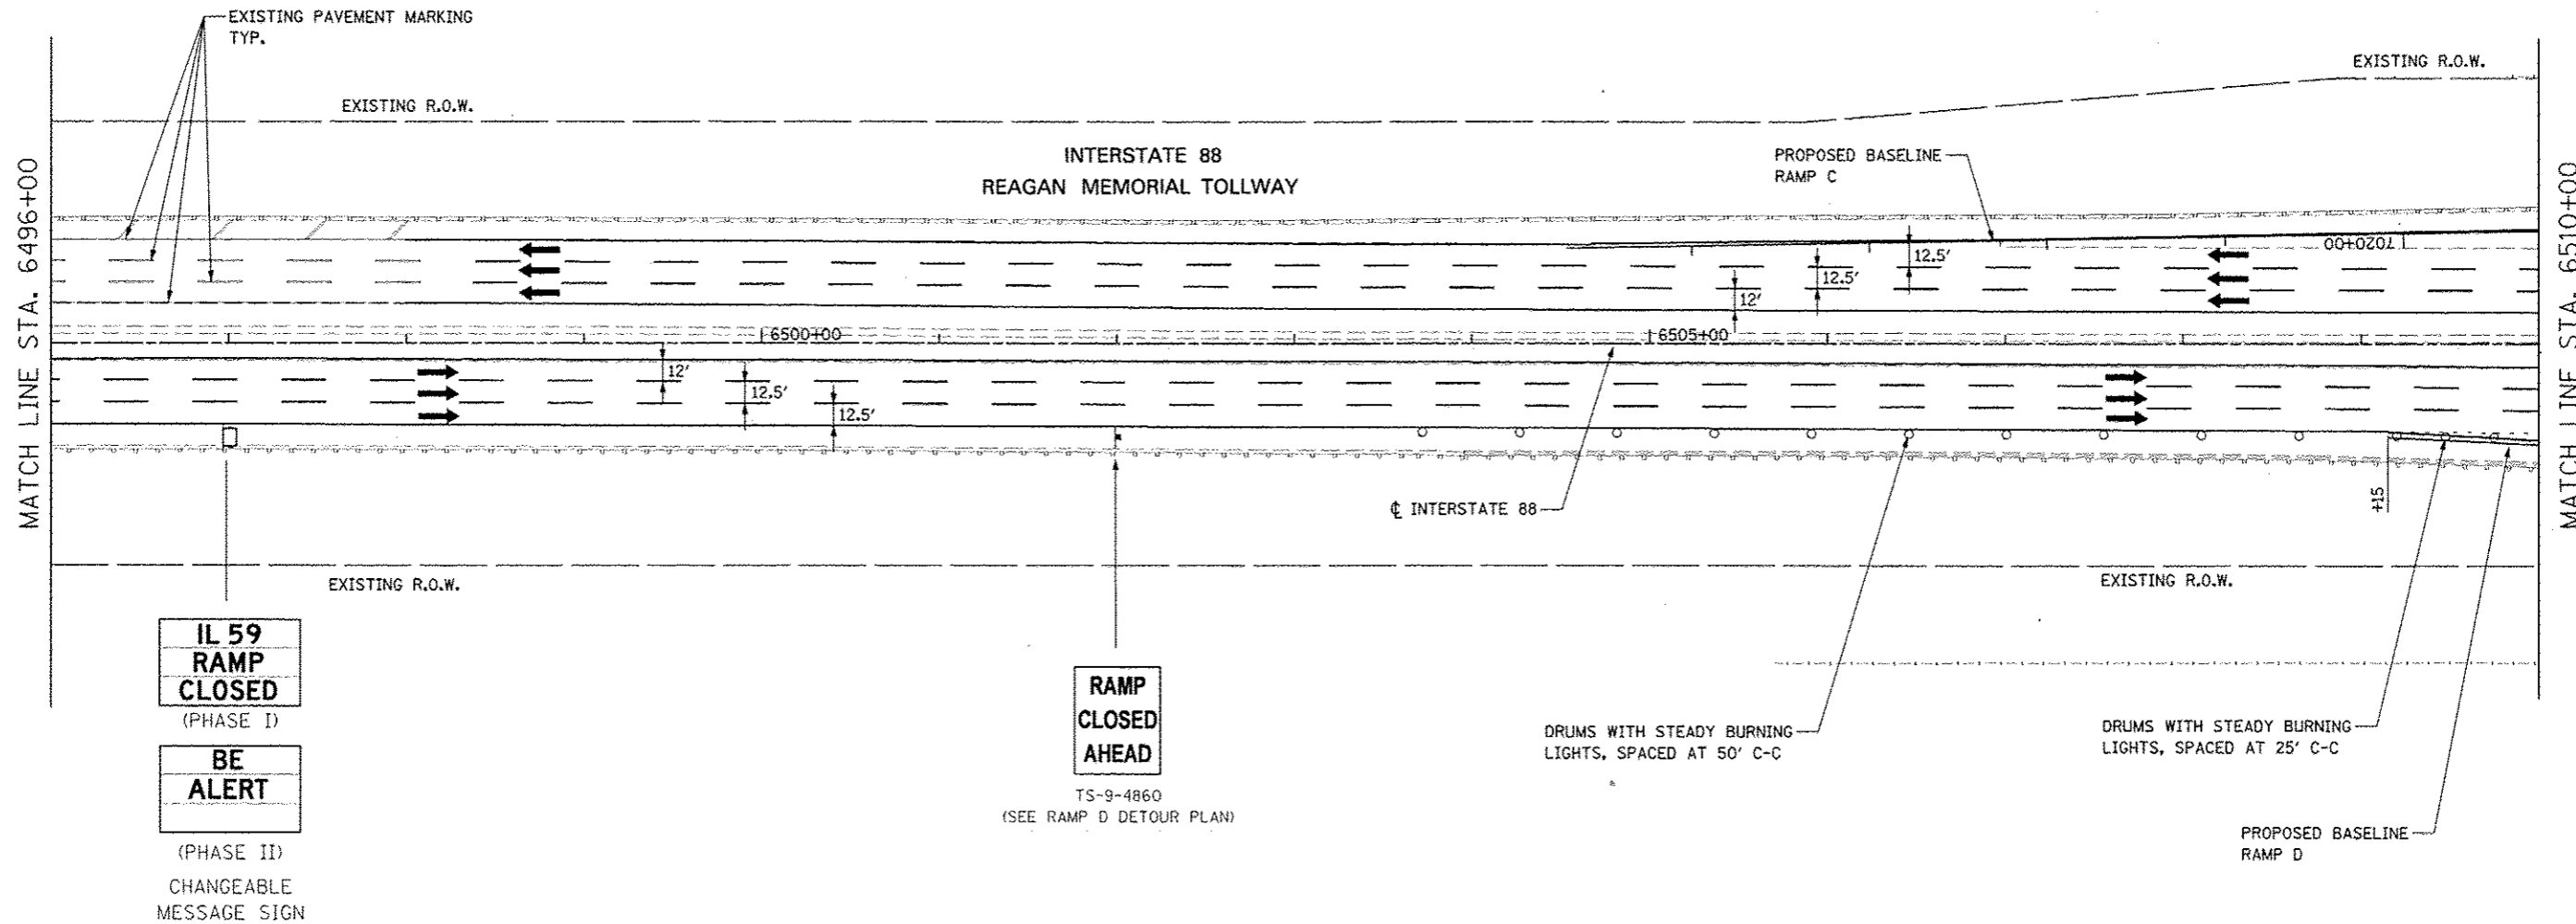 EXISTING PAVEMENT MARKING
TYP.
EXISTING R.O.W.
EXISTING R.O.W.
INTERSTATE 88
REAGAN MEMORIAL TOLLWAY
PROPOSED BASELINE
RAMP C
MATCH LINE STA. 6496+00
MATCH LINE STA. 6510+00
7020+00
12.5'
12.5'
12'
6500+00
6505+00
12'
12.5'
12.5'
+15
℄ INTERSTATE 88
EXISTING R.O.W.
EXISTING R.O.W.
IL 59
RAMP
CLOSED
(PHASE I)
BE
ALERT
(PHASE II)
CHANGEABLE
MESSAGE SIGN
RAMP
CLOSED
AHEAD
TS-9-4860
(SEE RAMP D DETOUR PLAN)
DRUMS WITH STEADY BURNING
LIGHTS, SPACED AT 50' C-C
DRUMS WITH STEADY BURNING
LIGHTS, SPACED AT 25' C-C
PROPOSED BASELINE
RAMP D